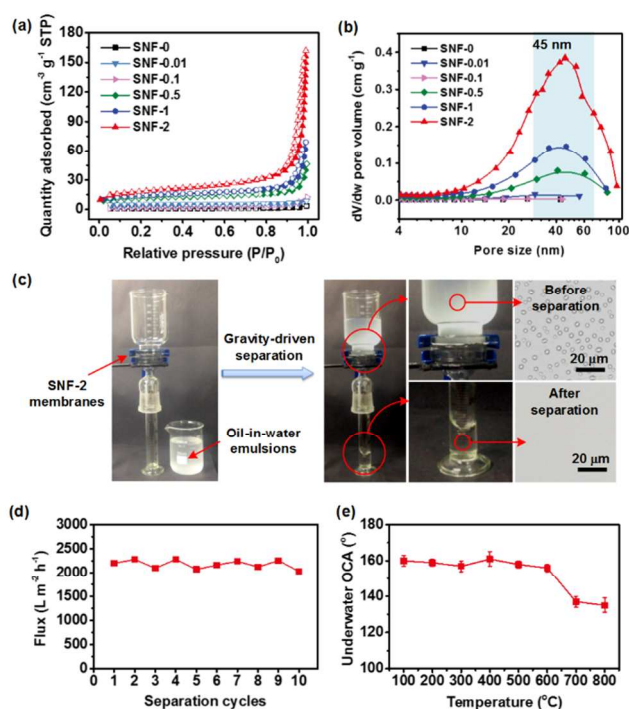 (a)
Quantity adsorbed (cm⁻³ g⁻¹ STP)
180
150
120
90
60
30
0
SNF-0
SNF-0.01
SNF-0.1
SNF-0.5
SNF-1
SNF-2
0.0 0.2 0.4 0.6 0.8 1.0
Relative pressure (P/P₀)
(b)
dV/dw pore volume (cm g⁻¹)
0.4
0.3
0.2
0.1
0.0
SNF-0
SNF-0.01
SNF-0.1
SNF-0.5
SNF-1
SNF-2
45 nm
4 10 20 40 60 100
Pore size (nm)
(c)
SNF-2
membranes
Gravity-driven
separation
Oil-in-water
emulsions
Before
separation
20 μm
After
separation
20 μm
(d)
Flux (L m⁻² h⁻¹)
3000
2500
2000
1500
1000
500
0
0 1 2 3 4 5 6 7 8 9 10
Separation cycles
(e)
Underwater OCA (°)
180
160
140
120
100
100 200 300 400 500 600 700 800
Temperature (°C)